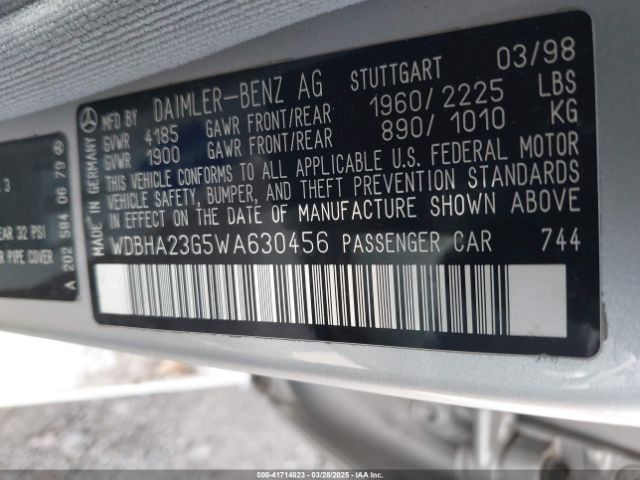 MFD BY DAIMLER-BENZ AG STUTTGART 03/98
GVWR 4185 GAWR FRONT/REAR 1960/2225 LBS
GVWR 1900 GAWR FRONT/REAR 890/1010 KG
THIS VEHICLE CONFORMS TO ALL APPLICABLE U.S. FEDERAL MOTOR
VEHICLE SAFETY, BUMPER, AND THEFT PREVENTION STANDARDS
IN EFFECT ON THE DATE OF MANUFACTURE SHOWN ABOVE
WDBHA23G5WA630456 PASSENGER CAR 744
MADE IN GERMANY
3
EAR 32 PSI
R PIPE COVER
A 202 584 06 79
000-41714823 | 03/28/2025 - IAAI.COM